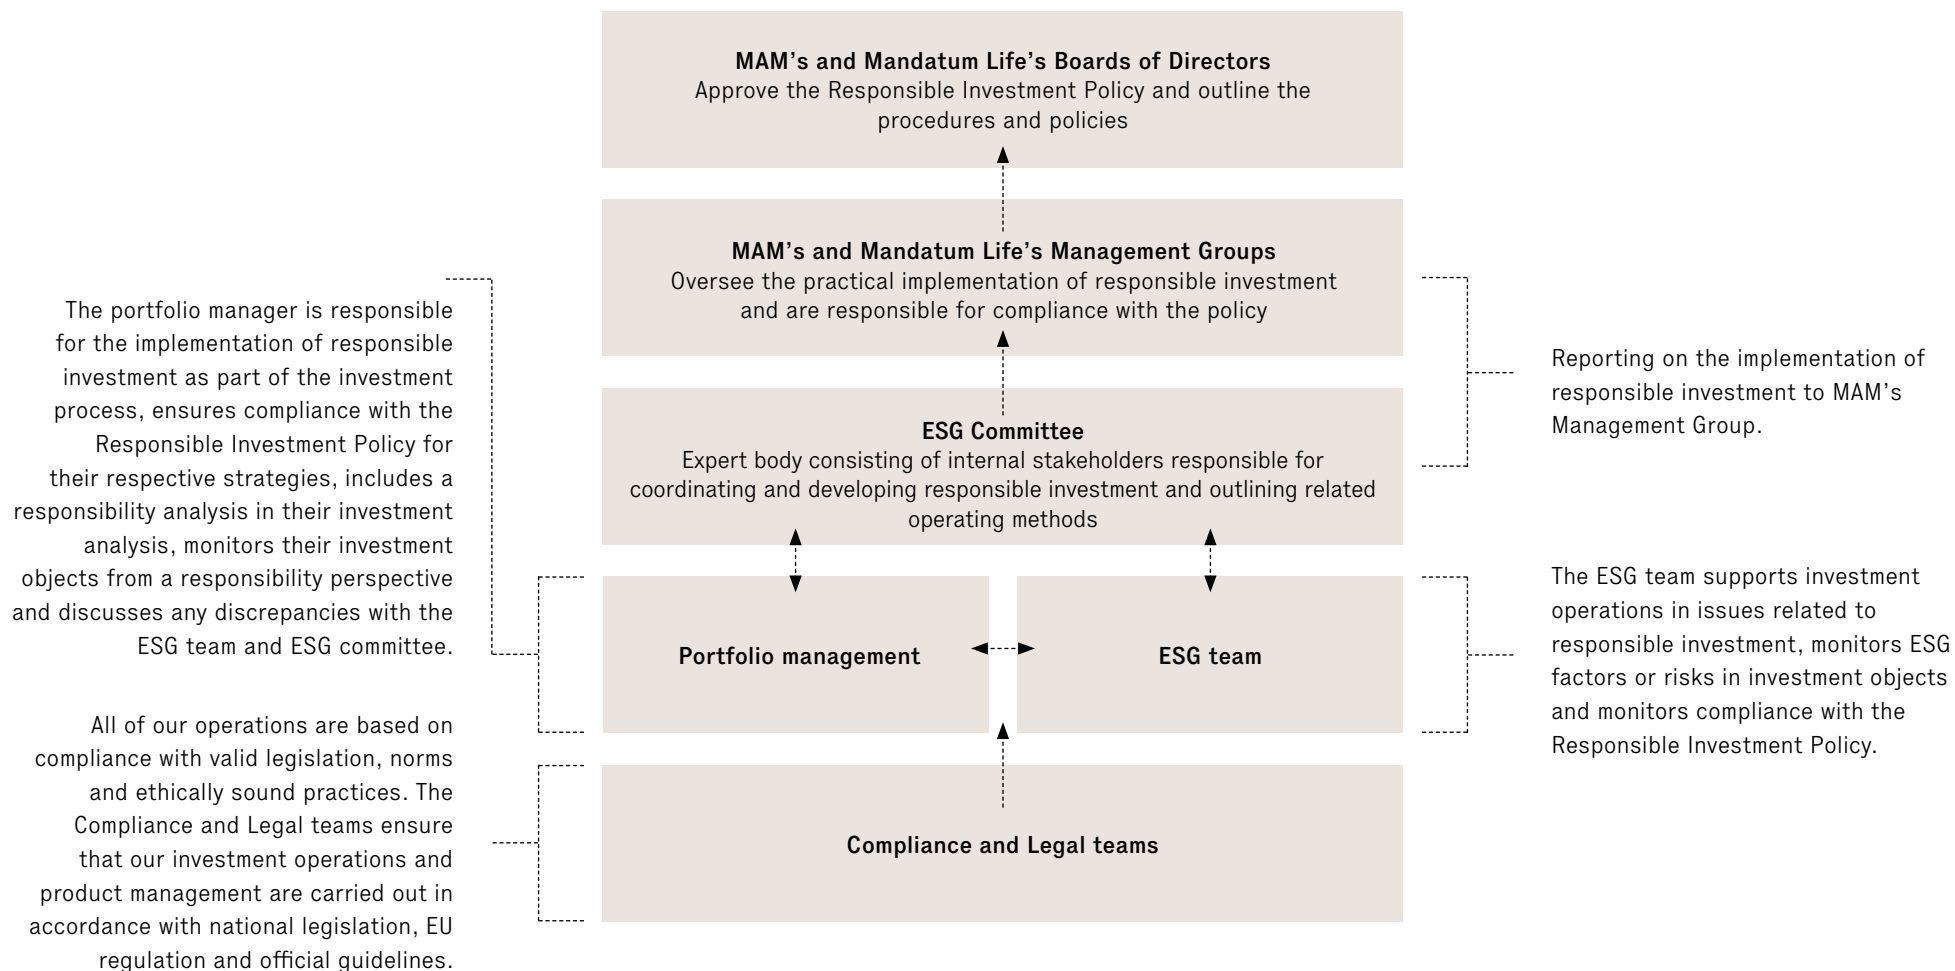 MAM’s and Mandatum Life’s Boards of Directors
Approve the Responsible Investment Policy and outline the
procedures and policies
MAM’s and Mandatum Life’s Management Groups
Oversee the practical implementation of responsible investment
and are responsible for compliance with the policy
ESG Committee
Expert body consisting of internal stakeholders responsible for
coordinating and developing responsible investment and outlining related
operating methods
Portfolio management
ESG team
Compliance and Legal teams
The portfolio manager is responsible
for the implementation of responsible
investment as part of the investment
process, ensures compliance with the
Responsible Investment Policy for
their respective strategies, includes a
responsibility analysis in their investment
analysis, monitors their investment
objects from a responsibility perspective
and discusses any discrepancies with the
ESG team and ESG committee.
All of our operations are based on
compliance with valid legislation, norms
and ethically sound practices. The
Compliance and Legal teams ensure
that our investment operations and
product management are carried out in
accordance with national legislation, EU
regulation and official guidelines.
Reporting on the implementation of
responsible investment to MAM’s
Management Group.
The ESG team supports investment
operations in issues related to
responsible investment, monitors ESG
factors or risks in investment objects
and monitors compliance with the
Responsible Investment Policy.